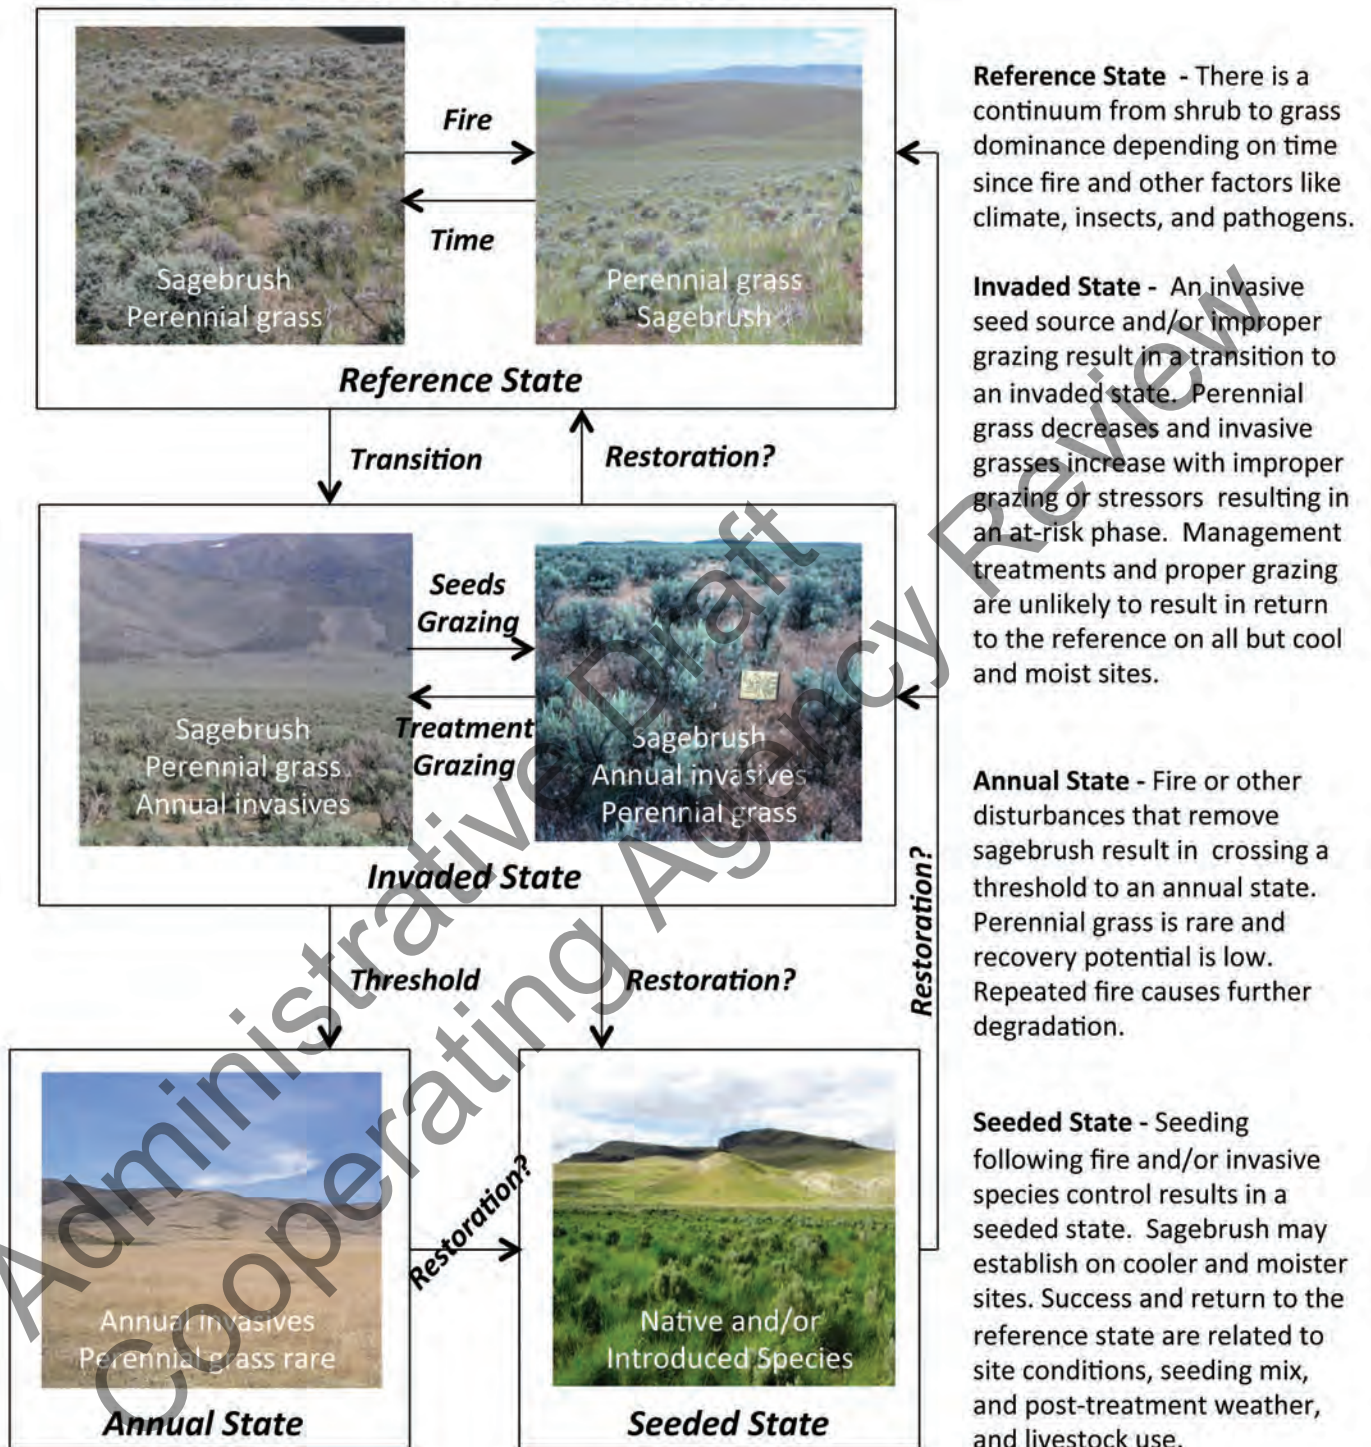 Fire
Time
Sagebrush
Perennial grass
Perennial grass
Sagebrush
Reference State
Transition
Restoration?
Seeds
Grazing
Treatment
Grazing
Sagebrush
Perennial grass
Annual invasives
Sagebrush
Annual invasives
Perennial grass
Invaded State
Threshold
Restoration?
Restoration?
Restoration?
Annual invasives
Perennial grass rare
Annual State
Native and/or
Introduced Species
Seeded State
Reference State - There is a
continuum from shrub to grass
dominance depending on time
since fire and other factors like
climate, insects, and pathogens.
Invaded State - An invasive
seed source and/or improper
grazing result in a transition to
an invaded state. Perennial
grass decreases and invasive
grasses increase with improper
grazing or stressors resulting in
an at-risk phase. Management
treatments and proper grazing
are unlikely to result in return
to the reference on all but cool
and moist sites.
Annual State - Fire or other
disturbances that remove
sagebrush result in crossing a
threshold to an annual state.
Perennial grass is rare and
recovery potential is low.
Repeated fire causes further
degradation.
Seeded State - Seeding
following fire and/or invasive
species control results in a
seeded state. Sagebrush may
establish on cooler and moister
sites. Success and return to the
reference state are related to
site conditions, seeding mix,
and post-treatment weather,
and livestock use.
Administrative Draft
Cooperating Agency Review